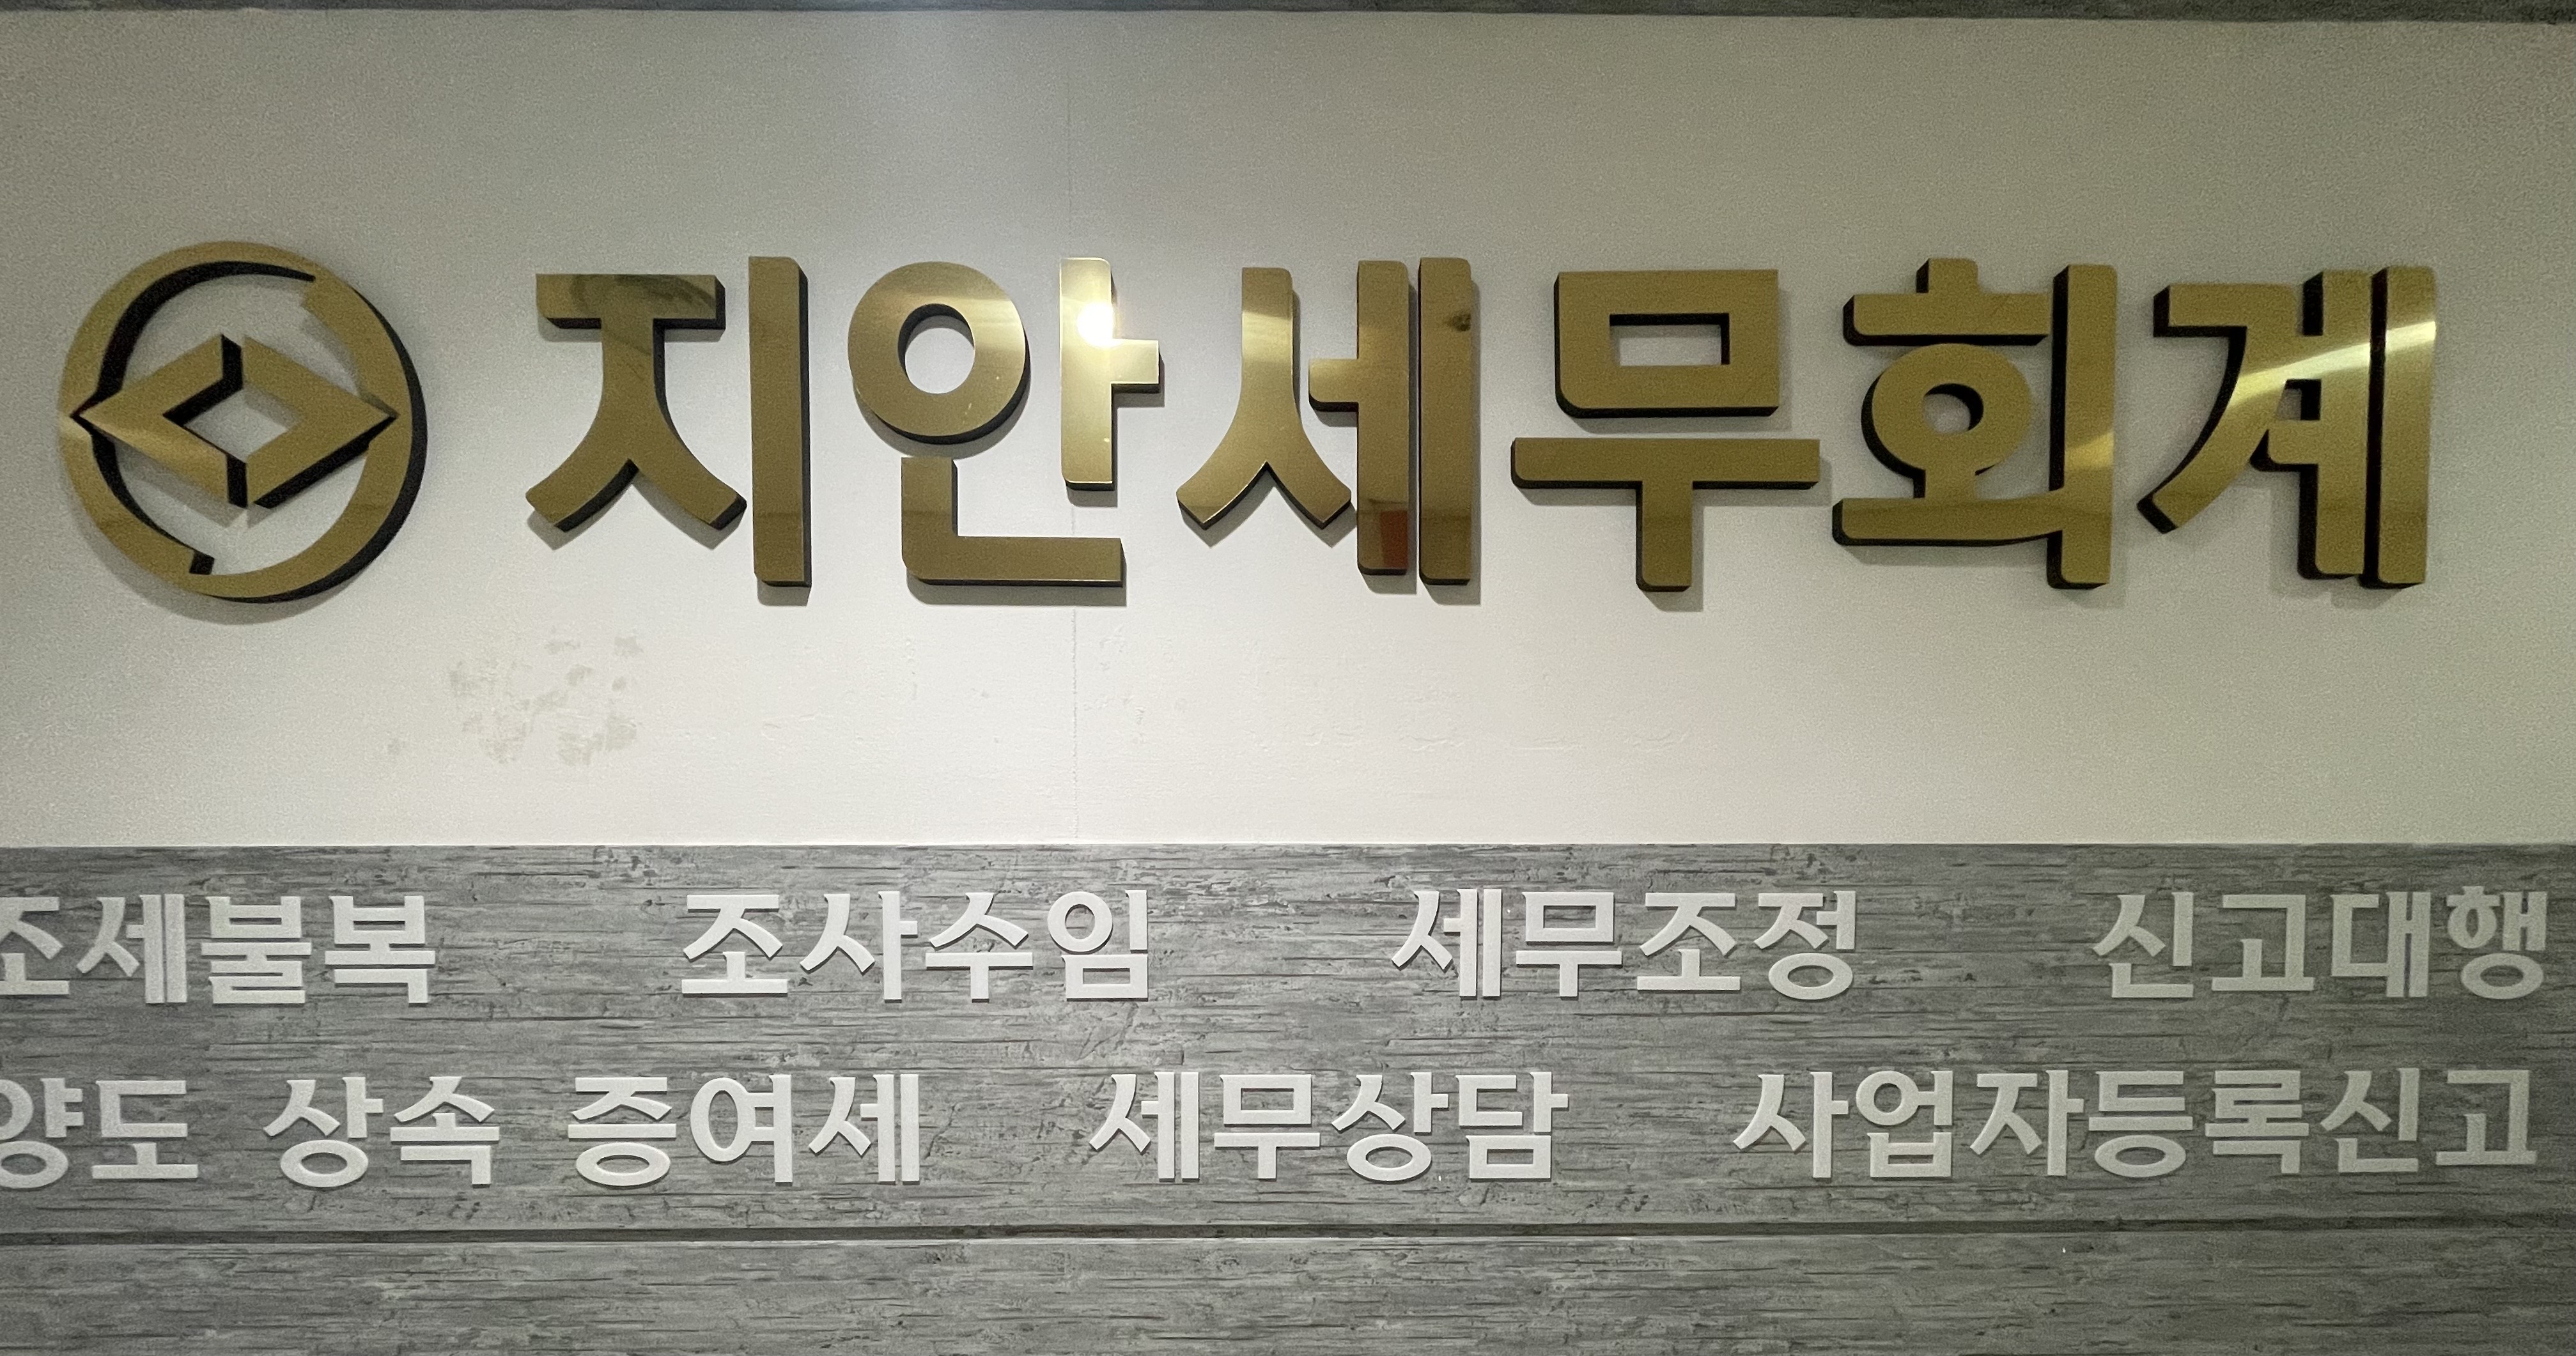 지안세무회계
조세불복 조사수임 세무조정 신고대행
양도 상속 증여세 세무상담 사업자등록신고